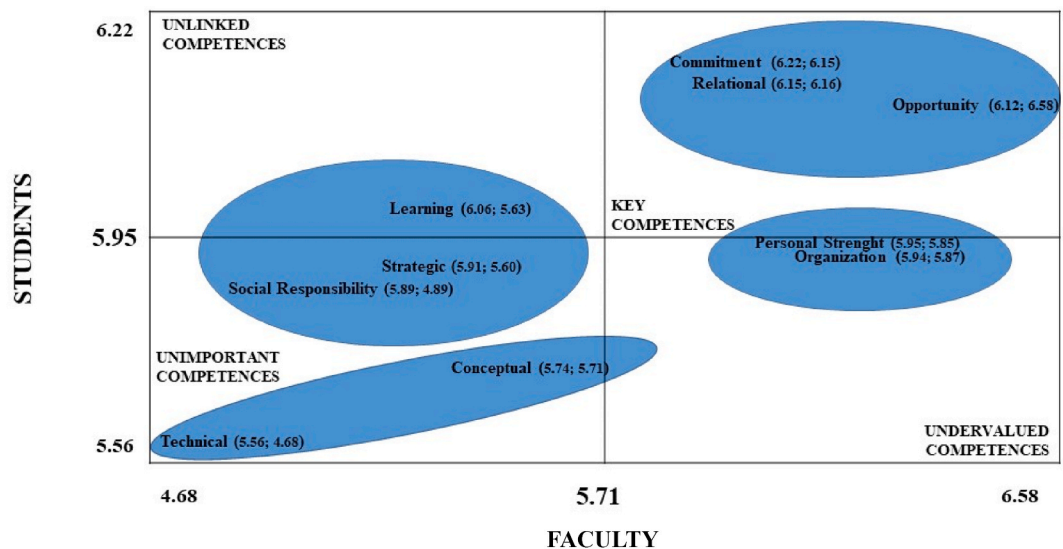 6.22
UNLINKED
COMPETENCES
Commitment (6.22; 6.15)
Relational (6.15; 6.16)
Opportunity (6.12; 6.58)
STUDENTS
Learning (6.06; 5.63)
KEY
COMPETENCES
5.95
Personal Strenght (5.95; 5.85)
Organization (5.94; 5.87)
Strategic (5.91; 5.60)
Social Responsibility (5.89; 4.89)
UNIMPORTANT
COMPETENCES
Conceptual (5.74; 5.71)
5.56
Technical (5.56; 4.68)
UNDERVALUED
COMPETENCES
4.68
5.71
6.58
FACULTY